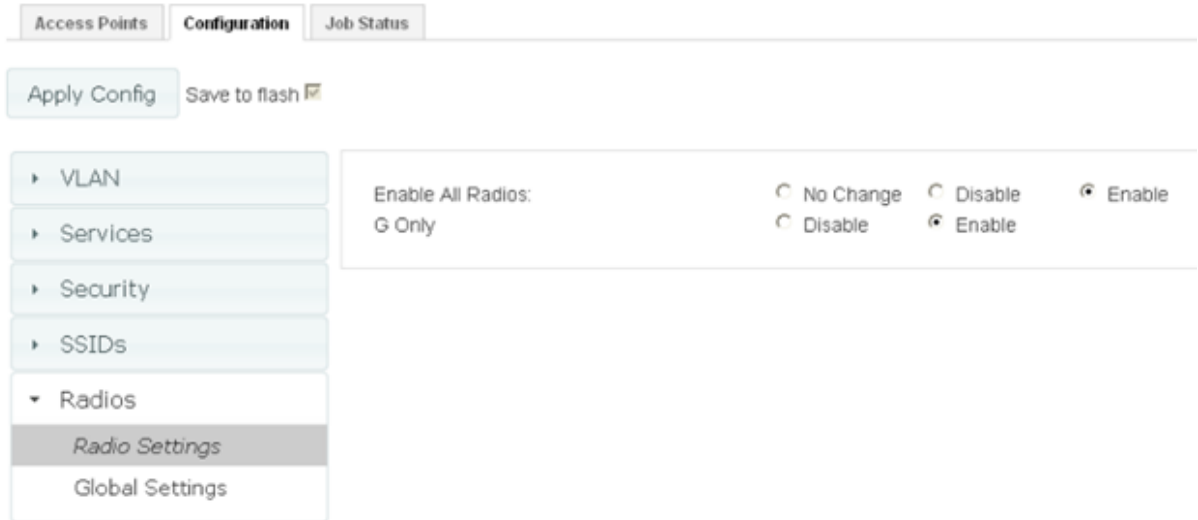 Access Points Configuration Job Status
Apply Config Save to flash
VLAN
Services
Security
SSIDs
Radios
Radio Settings
Global Settings
Enable All Radios: No Change Disable Enable
G Only Disable Enable